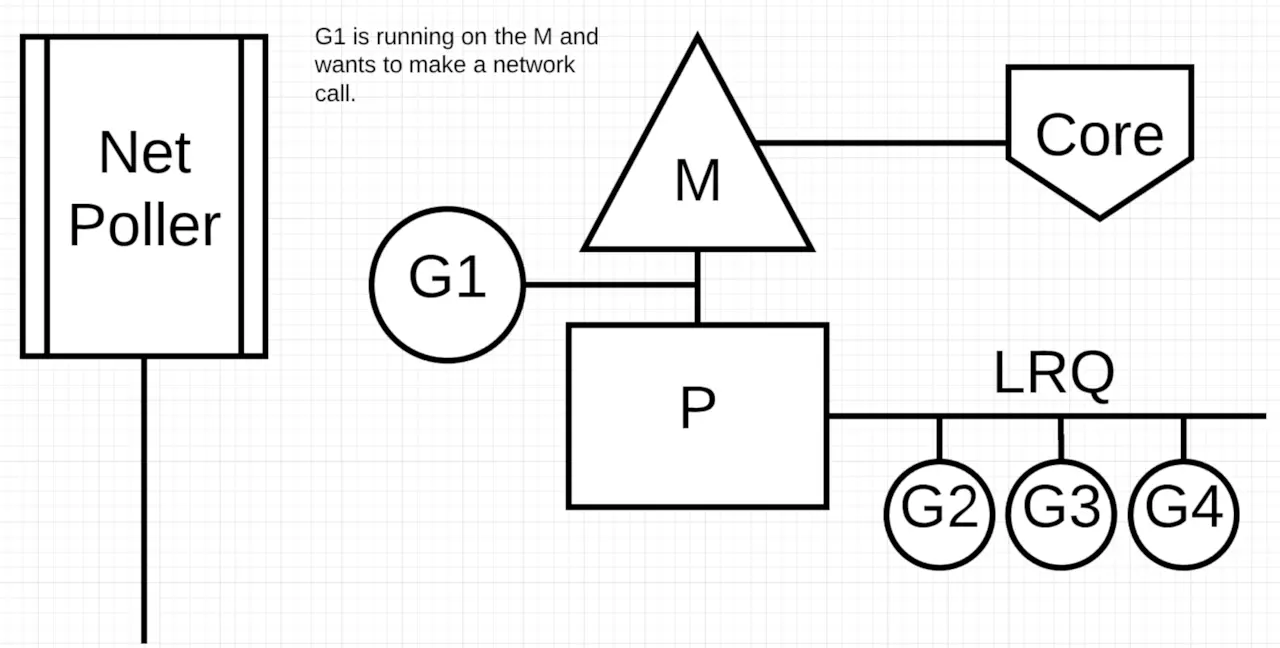 G1 is running on the M and
wants to make a network
call.
Net
Poller
M
Core
G1
P
LRQ
G2
G3
G4